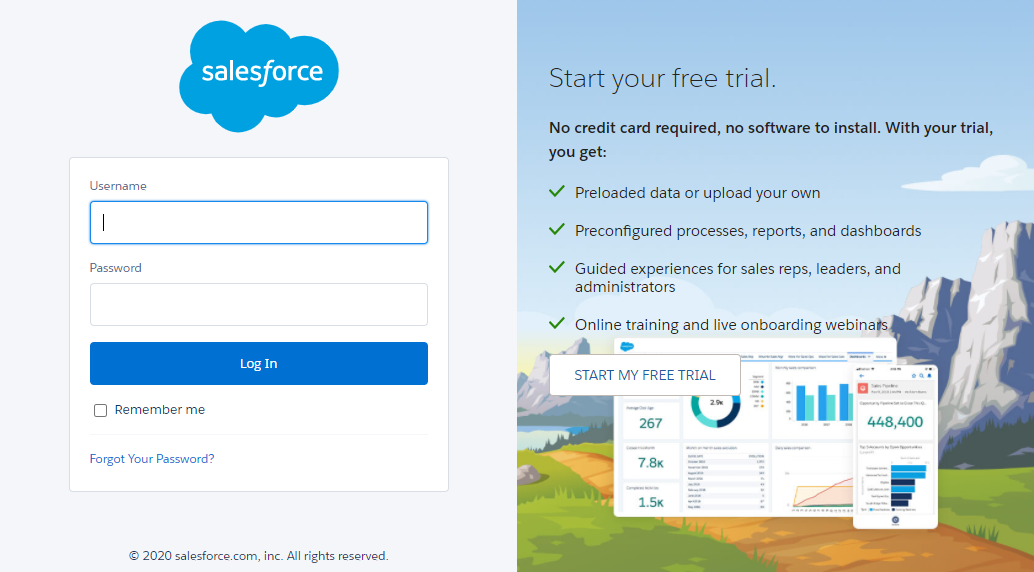 salesforce
Username
Password
Log In
Remember me
Forgot Your Password?
© 2020 salesforce.com, inc. All rights reserved.
Start your free trial.
No credit card required, no software to install. With your trial,
you get:
Preloaded data or upload your own
Preconfigured processes, reports, and dashboards
Guided experiences for sales reps, leaders, and
administrators
Online training and live onboarding webinars
START MY FREE TRIAL
2.9K
267
7.8K
1.5K
Sales Pipeline
448,400